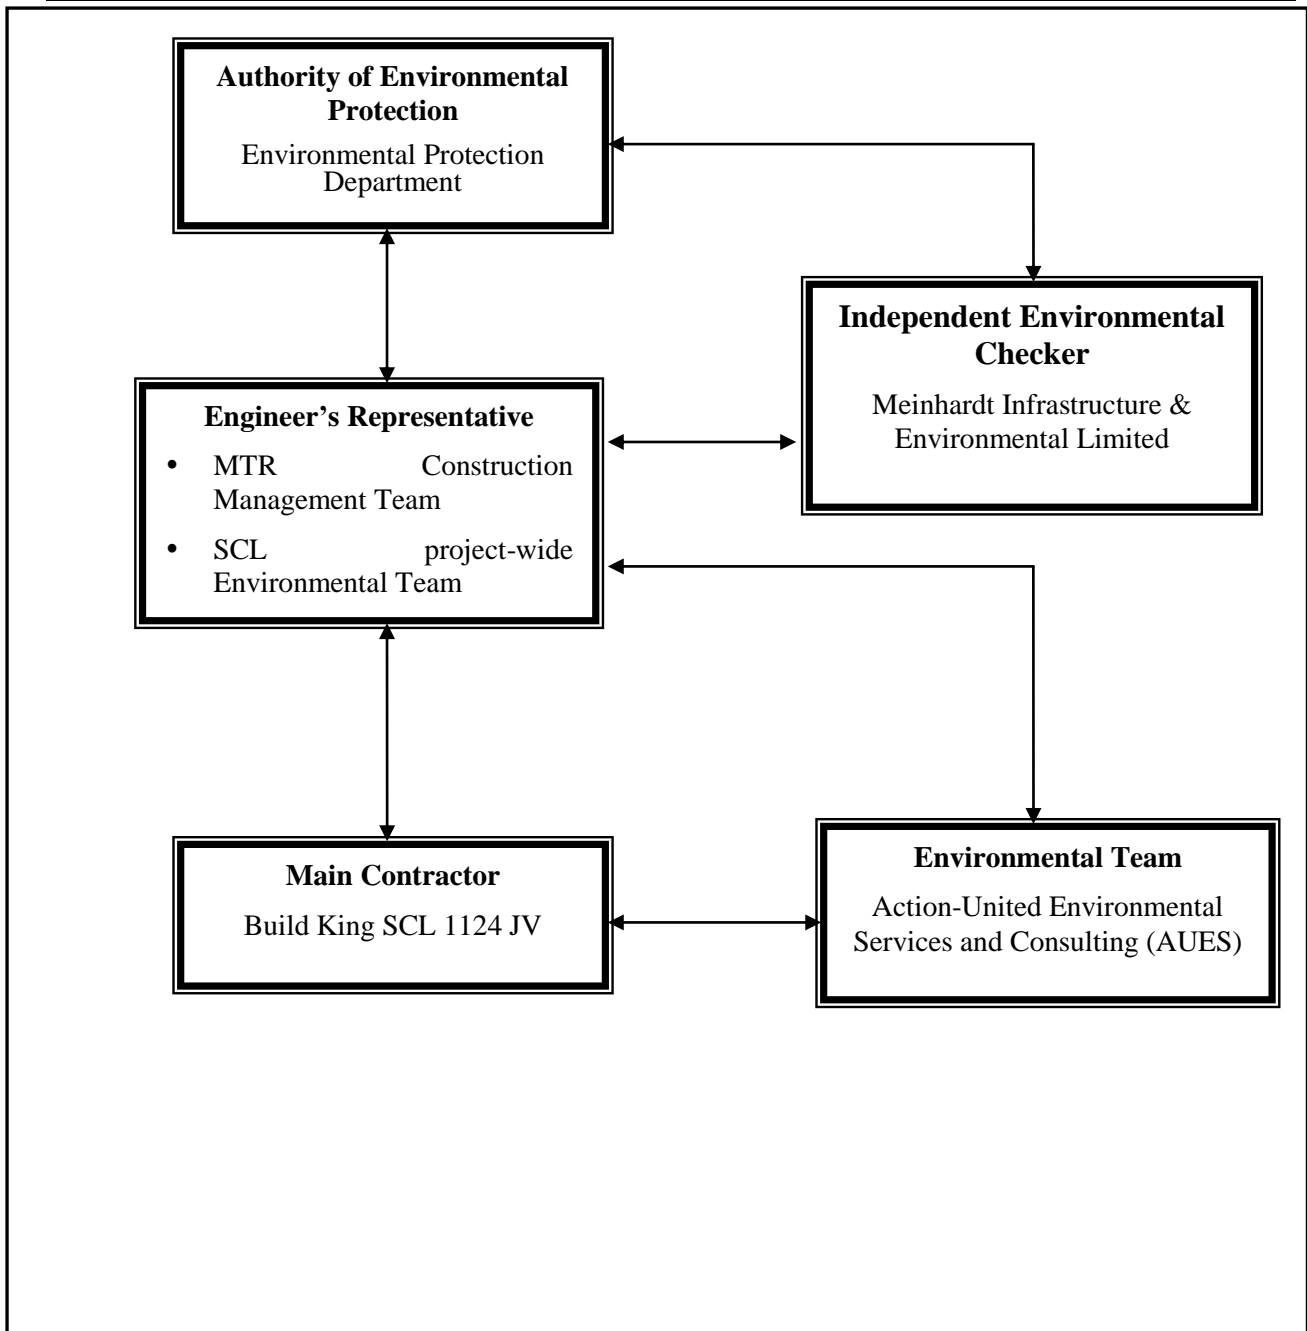 Authority of Environmental
Protection
Environmental Protection
Department
Independent Environmental
Checker
Meinhardt Infrastructure &
Environmental Limited
Engineer’s Representative
• MTR Construction
Management Team
• SCL project-wide
Environmental Team
Main Contractor
Build King SCL 1124 JV
Environmental Team
Action-United Environmental
Services and Consulting (AUES)